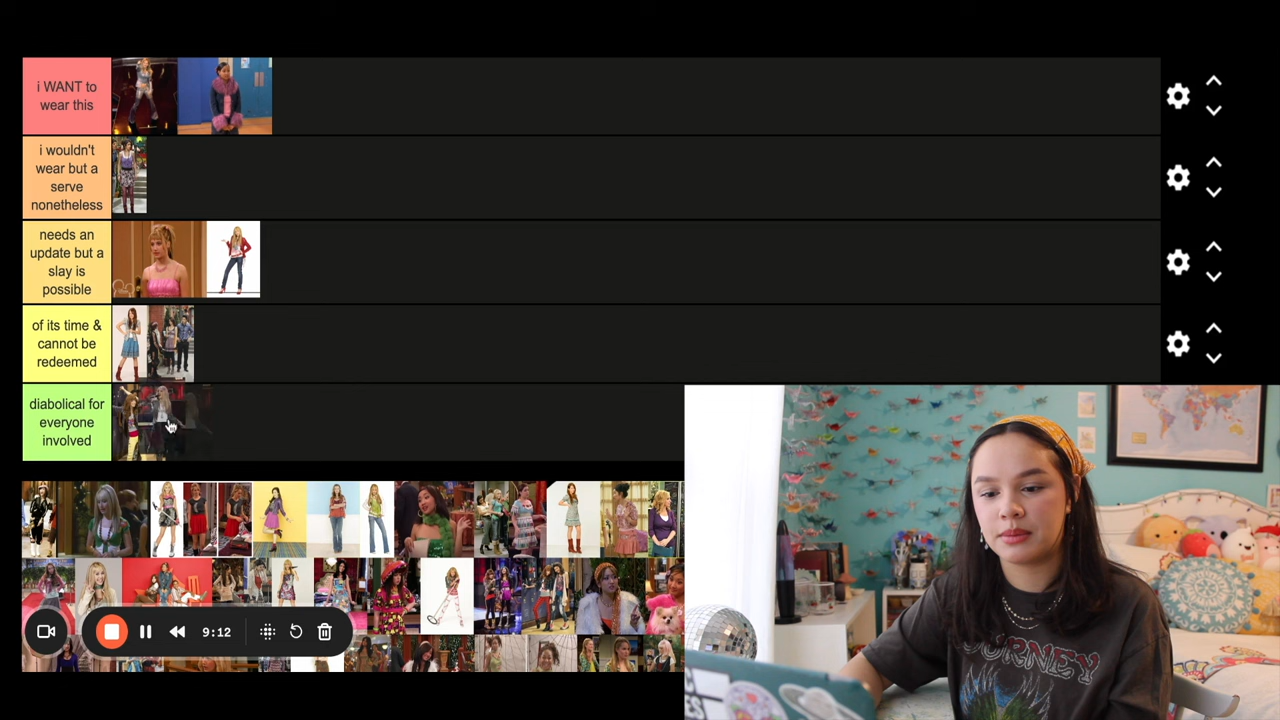 i WANT to
wear this
i wouldn't
wear but a
serve
nonetheless
needs an
update but a
slay is
possible
of its time &
cannot be
redeemed
diabolical for
everyone
involved
9:12
JOURNEY